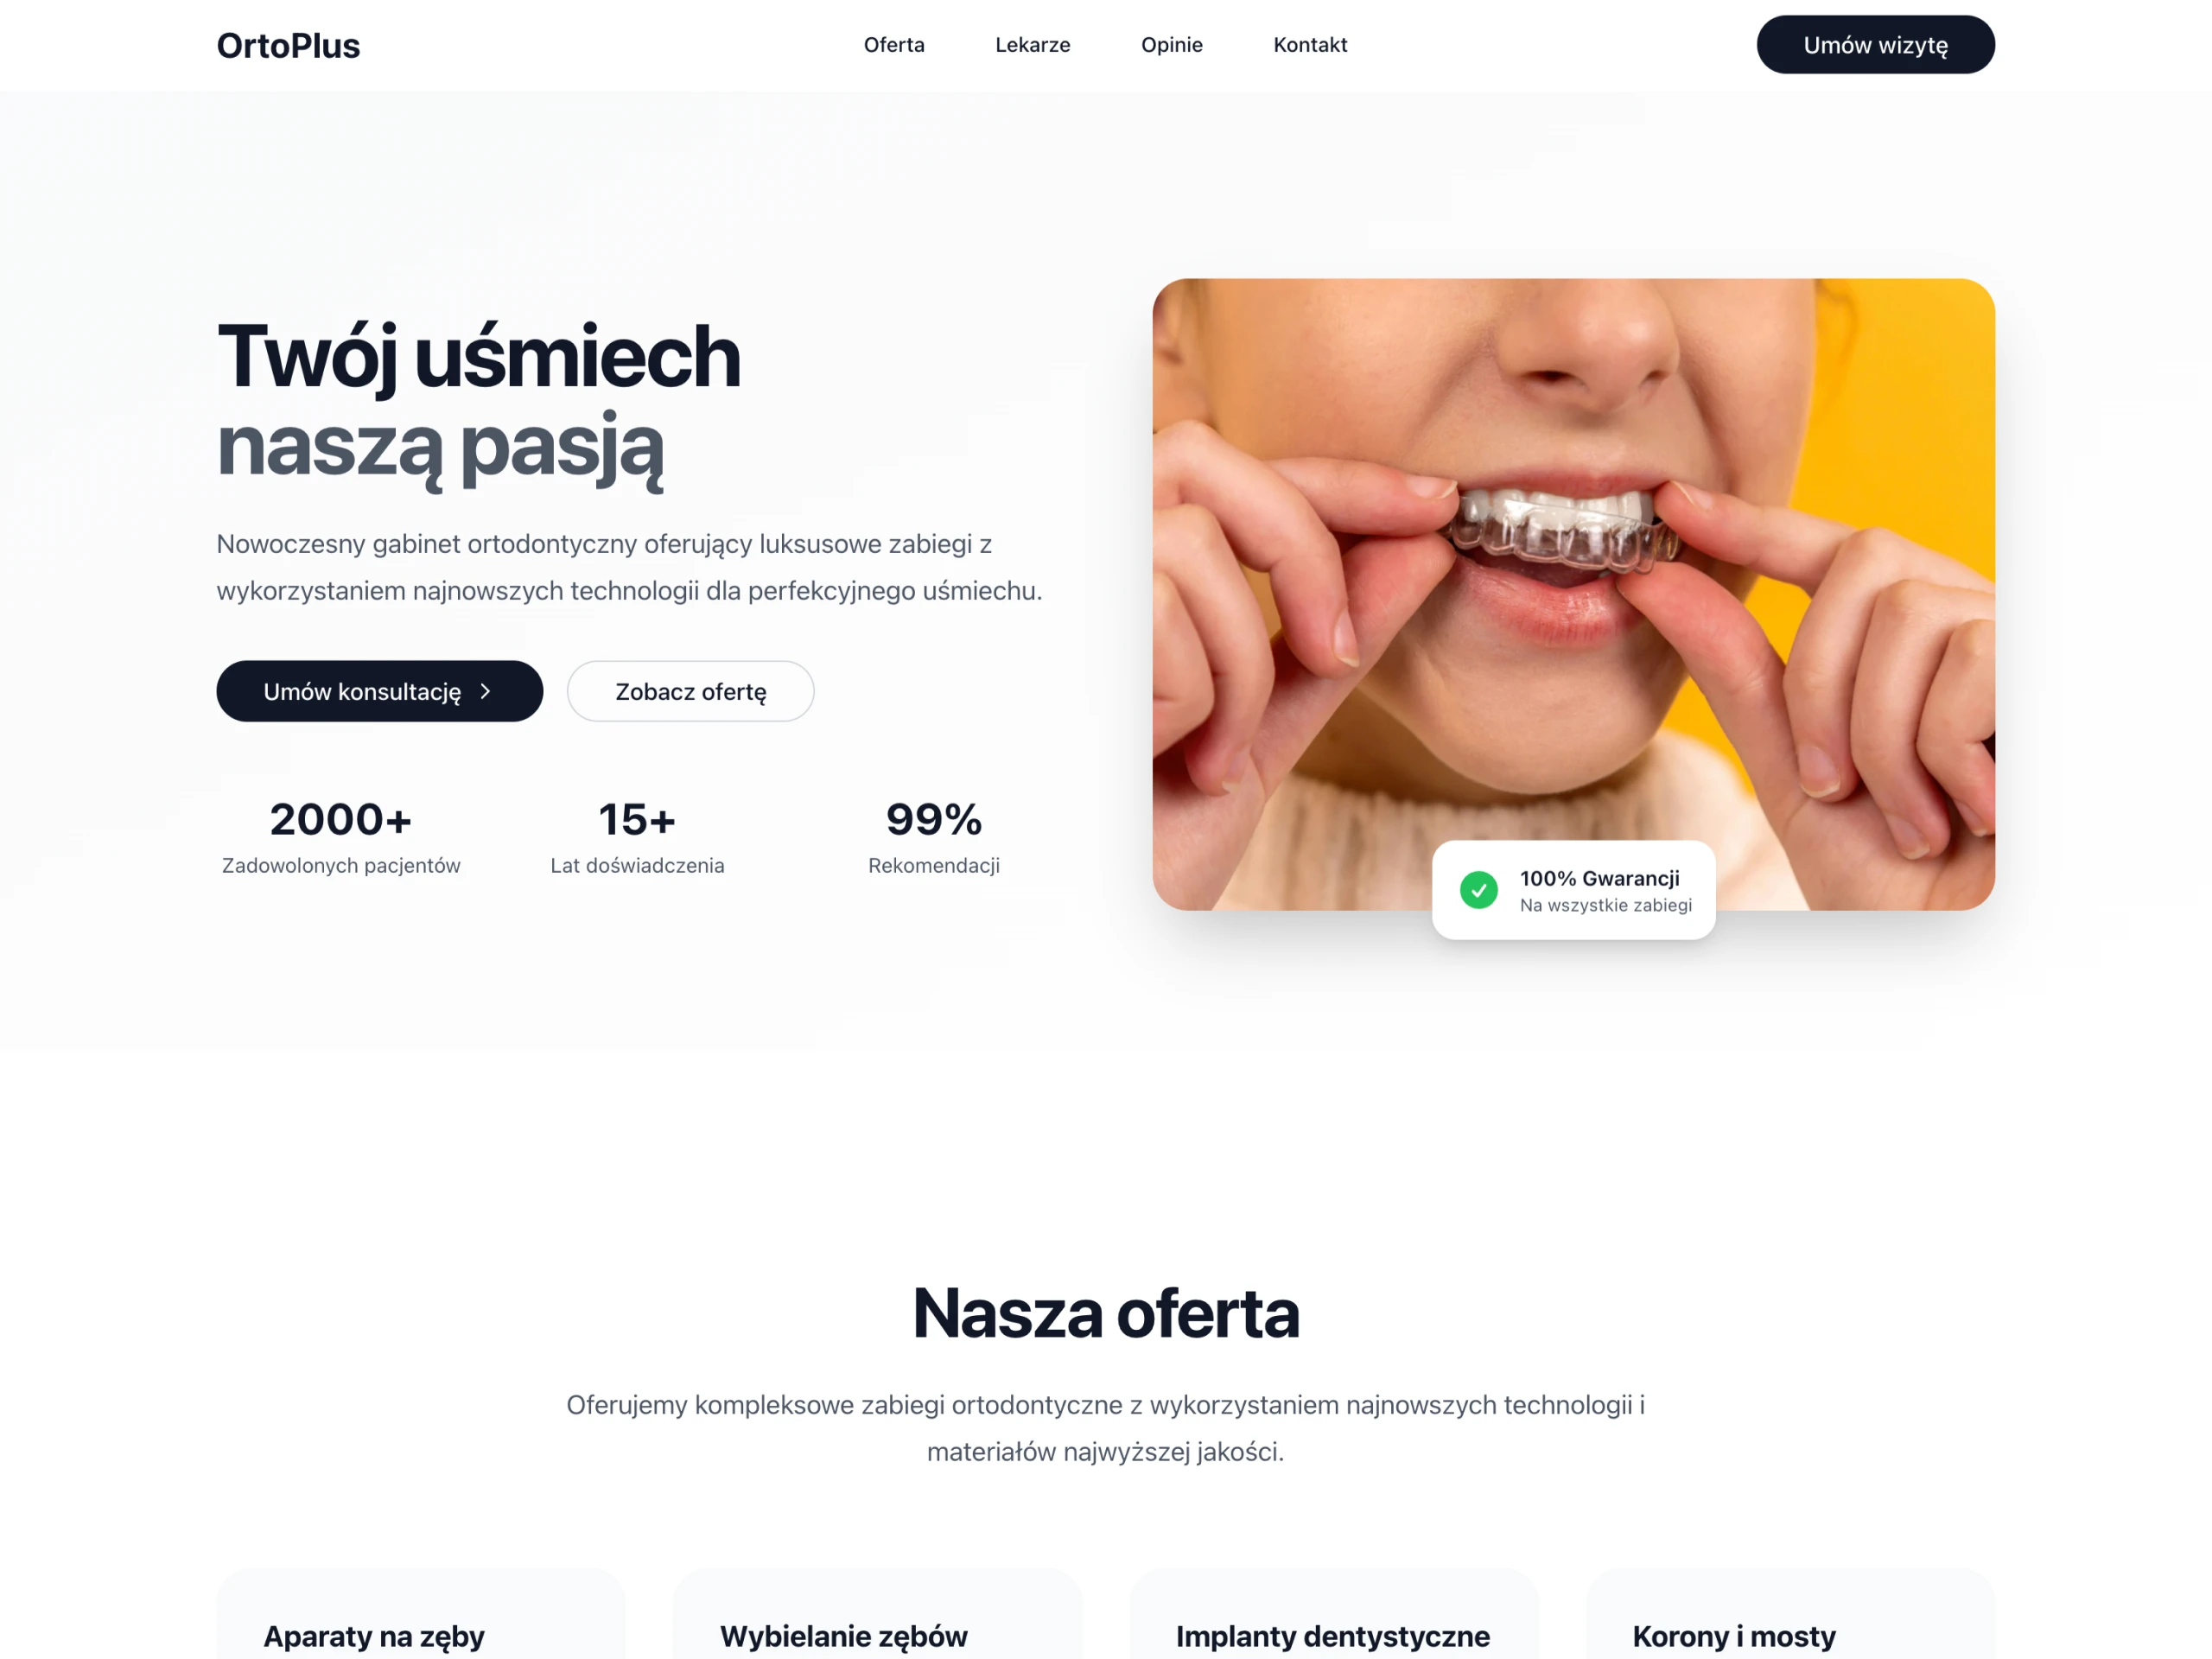 OrtoPlus
Oferta
Lekarze
Opinie
Kontakt
Umów wizytę
Twój uśmiech
naszą pasją
Nowoczesny gabinet ortodontyczny oferujący luksusowe zabiegi z
wykorzystaniem najnowszych technologii dla perfekcyjnego uśmiechu.
Umów konsultację
Zobacz ofertę
2000+
Zadowolonych pacjentów
15+
Lat doświadczenia
99%
Rekomendacji
100% Gwarancji
Na wszystkie zabiegi
Nasza oferta
Oferujemy kompleksowe zabiegi ortodontyczne z wykorzystaniem najnowszych technologii i
materiałów najwyższej jakości.
Aparaty na zęby
Wybielanie zębów
Implanty dentystyczne
Korony i mosty